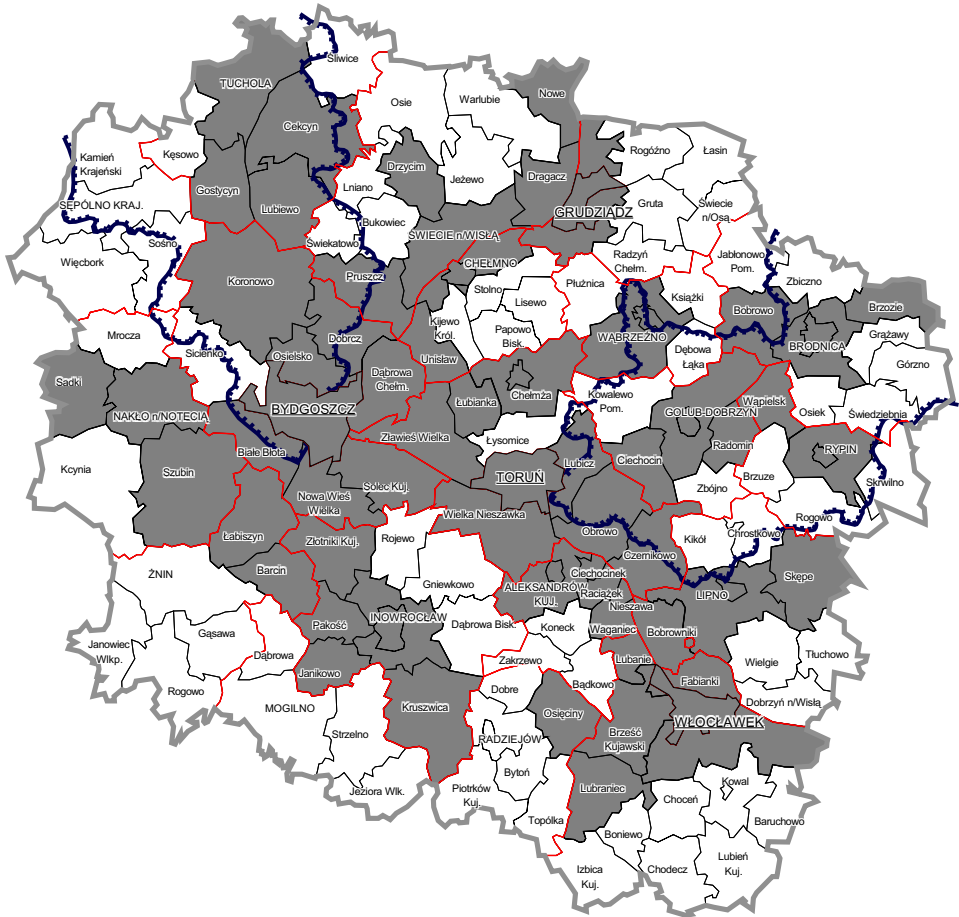 Śliwice
TUCHOLA
Nowe
Osie
Warlubie
Cekcyn
Rogóźno
Łasin
Kamień
Krajeński
Kęsowo
Drzycim
Jeżewo
Dragacz
Gostycyn
Lniano
SĘPÓLNO KRAJ.
Lubiewo
Bukowiec
GRUDZIĄDZ
Gruta
Świecie
n/Osą
Sośno
Świekatowo
ŚWIECIE n/WISŁĄ
Więcbork
CHEŁMNO
Radzyń
Chełm.
Jabłonowo
Pom.
Koronowo
Pruszcz
Stolno
Płużnica
Zbiczno
Lisewo
Książki
Bobrowo
Brzozie
Mrocza
Sicienko
Dobrcz
Kijewo
Król.
Papowo
Bisk.
WĄBRZEŹNO
BRODNICA
Grążawy
Osielsko
Unisław
Dębowa
Łąka
Górzno
Sadki
Dąbrowa
Chełm.
Chełmża
Kowalewo
Pom.
Wąpielsk
NAKŁO n/NOTECIĄ
BYDGOSZCZ
Łubianka
GOLUB-DOBRZYŃ
Osiek
Świedziebnia
Białe Błota
Zławieś Wielka
Łysomice
Radomin
RYPIN
Kcynia
Szubin
TORUŃ
Lubicz
Ciechocin
Brzuze
Skrwilno
Nowa Wieś
Wielka
Solec Kuj.
Zbójno
Łabiszyn
Złotniki Kuj.
Wielka Nieszawka
Obrowo
Rogowo
Rojewo
Kikół
Chrostkowo
ŻNIN
Barcin
Gniewkowo
Czernikowo
Skępe
Ciechocinek
ALEKSANDRÓW
KUJ.
Raciążek
LIPNO
Nieszawa
INOWROCŁAW
Pakość
Dąbrowa Bisk.
Koneck
Waganiec
Bobrowniki
Gąsawa
Janowiec
Wlkp.
Dąbrowa
Zakrzewo
Lubanie
Wielgie
Tłuchowo
Janikowo
Bądkowo
Fabianki
Rogowo
Dobre
Dobrzyń n/Wisłą
MOGILNO
Kruszwica
Osięciny
WŁOCŁAWEK
Strzelno
RADZIEJÓW
Brześć
Kujawski
Bytoń
Kowal
Jeziora Wlk.
Piotrków
Kuj.
Lubraniec
Choceń
Topólka
Baruchowo
Boniewo
Izbica
Kuj.
Chodecz
Lubień
Kuj.